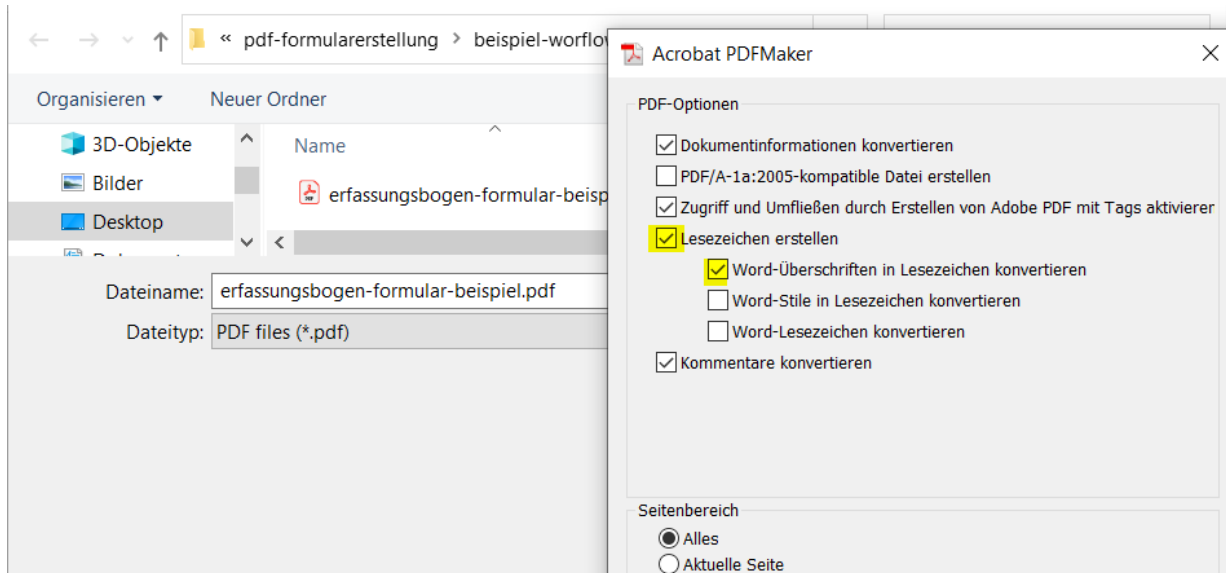 « pdf-formularerstellung > beispiel-worflow
Organisieren
Neuer Ordner
3D-Objekte
Bilder
Desktop
Name
erfassungsbogen-formular-beisp
Dateiname: erfassungsbogen-formular-beispiel.pdf
Dateityp: PDF files (*.pdf)
Acrobat PDFMaker
PDF-Optionen
Dokumentinformationen konvertieren
PDF/A-1a:2005-kompatible Datei erstellen
Zugriff und Umfließen durch Erstellen von Adobe PDF mit Tags aktivierer
Lesezeichen erstellen
Word-Überschriften in Lesezeichen konvertieren
Word-Stile in Lesezeichen konvertieren
Word-Lesezeichen konvertieren
Kommentare konvertieren
Seitenbereich
Alles
Aktuelle Seite